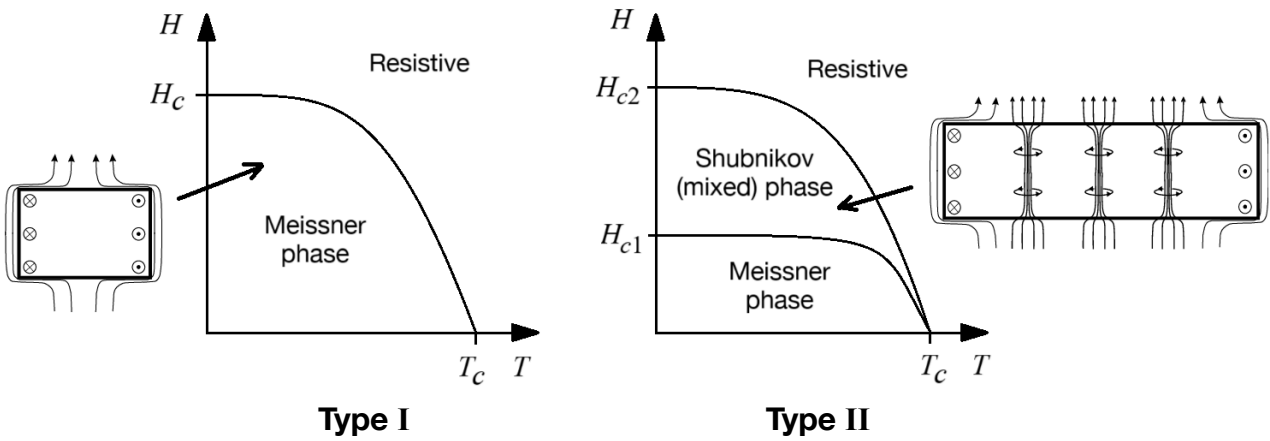 H
Resistive
H_c
Meissner
phase
T_c
T
Type I
H
Resistive
H_c2
Shubnikov
(mixed) phase
H_c1
Meissner
phase
T_c
T
Type II